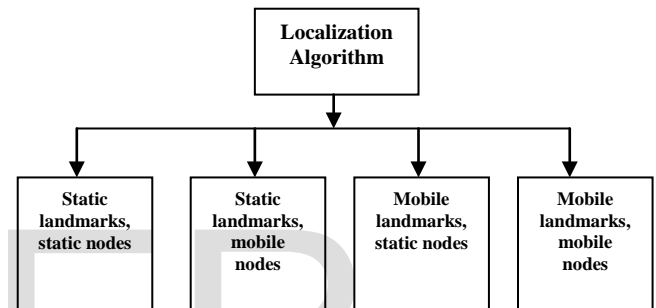 Localization
Algorithm
Static
landmarks,
static nodes
Static
landmarks,
mobile
nodes
Mobile
landmarks,
static nodes
Mobile
landmarks,
mobile
nodes